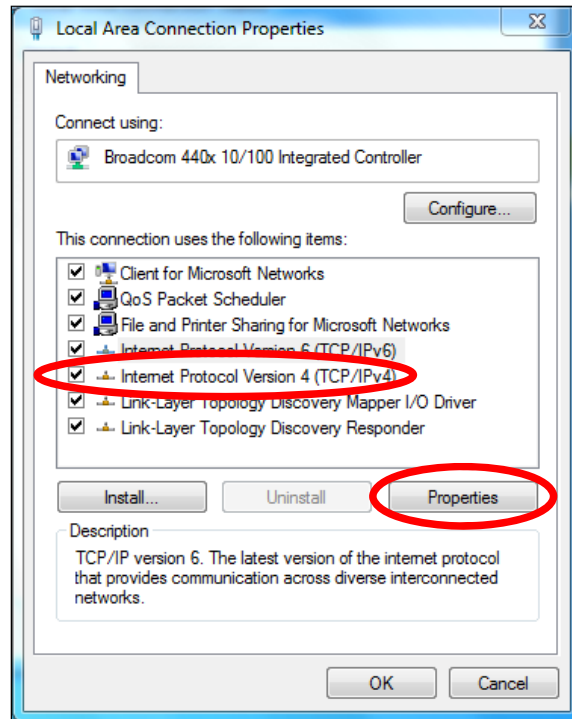 Local Area Connection Properties
Networking
Connect using:
Broadcom 440x 10/100 Integrated Controller
Configure...
This connection uses the following items:
Client for Microsoft Networks
QoS Packet Scheduler
File and Printer Sharing for Microsoft Networks
Internet Protocol Version 6 (TCP/IPv6)
Internet Protocol Version 4 (TCP/IPv4)
Link-Layer Topology Discovery Mapper I/O Driver
Link-Layer Topology Discovery Responder
Install...
Uninstall
Properties
Description
TCP/IP version 6. The latest version of the internet protocol
that provides communication across diverse interconnected
networks.
OK
Cancel